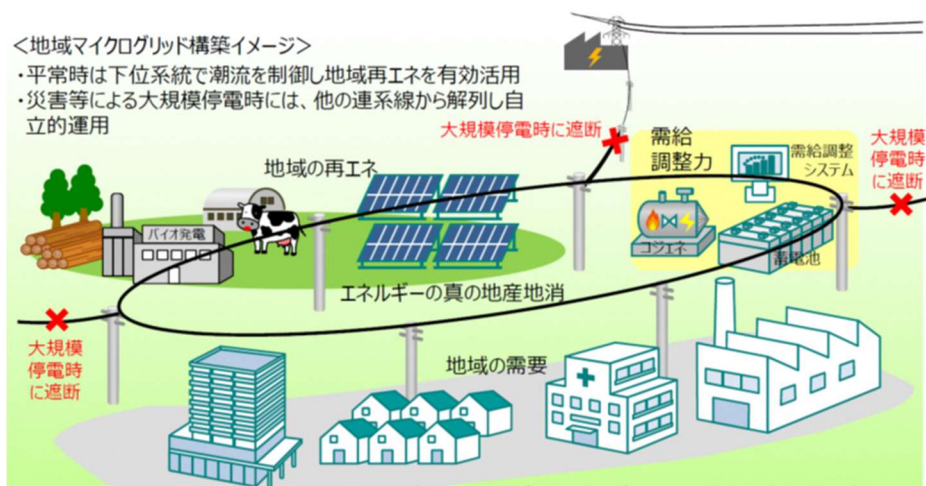 ＜地域マイクログリッド構築イメージ＞
・平常時は下位系統で潮流を制御し地域再エネを有効活用
・災害等による大規模停電時には、他の連系線から解列し自
立的運用
大規模停電時に遮断
需給
調整力
需給調整
システム
大規模
停電時
に遮断
地域の再エネ
バイオ発電
コジェネ
蓄電池
エネルギーの真の地産地消
大規模
停電時
に遮断
地域の需要